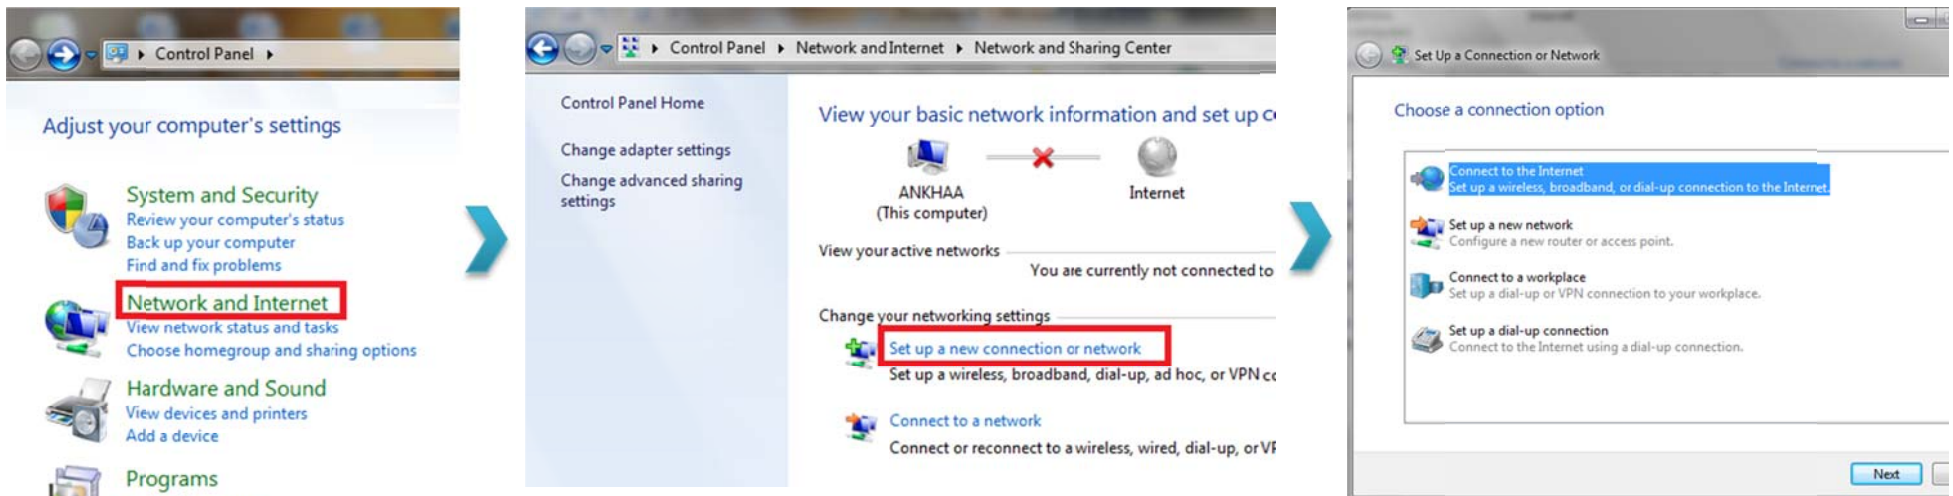 Control Panel
Adjust your computer's settings
System and Security
Review your computer's status
Back up your computer
Find and fix problems
Network and Internet
View network status and tasks
Choose homegroup and sharing options
Hardware and Sound
View devices and printers
Add a device
Programs
Control Panel Network and Internet Network and Sharing Center
Control Panel Home
Change adapter settings
Change advanced sharing
settings
View your basic network information and set up c
ANKHAA
(This computer)
Internet
View your active networks
You are currently not connected to
Change your networking settings
Set up a new connection or network
Set up a wireless, broadband, dial-up, ad hoc, or VPN co
Connect to a network
Connect or reconnect to a wireless, wired, dial-up, or VP
Set Up a Connection or Network
Choose a connection option
Connect to the Internet
Set up a wireless, broadband, or dial-up connection to the Internet.
Set up a new network
Configure a new router or access point.
Connect to a workplace
Set up a dial-up or VPN connection to your workplace.
Set up a dial-up connection
Connect to the Internet using a dial-up connection.
Next